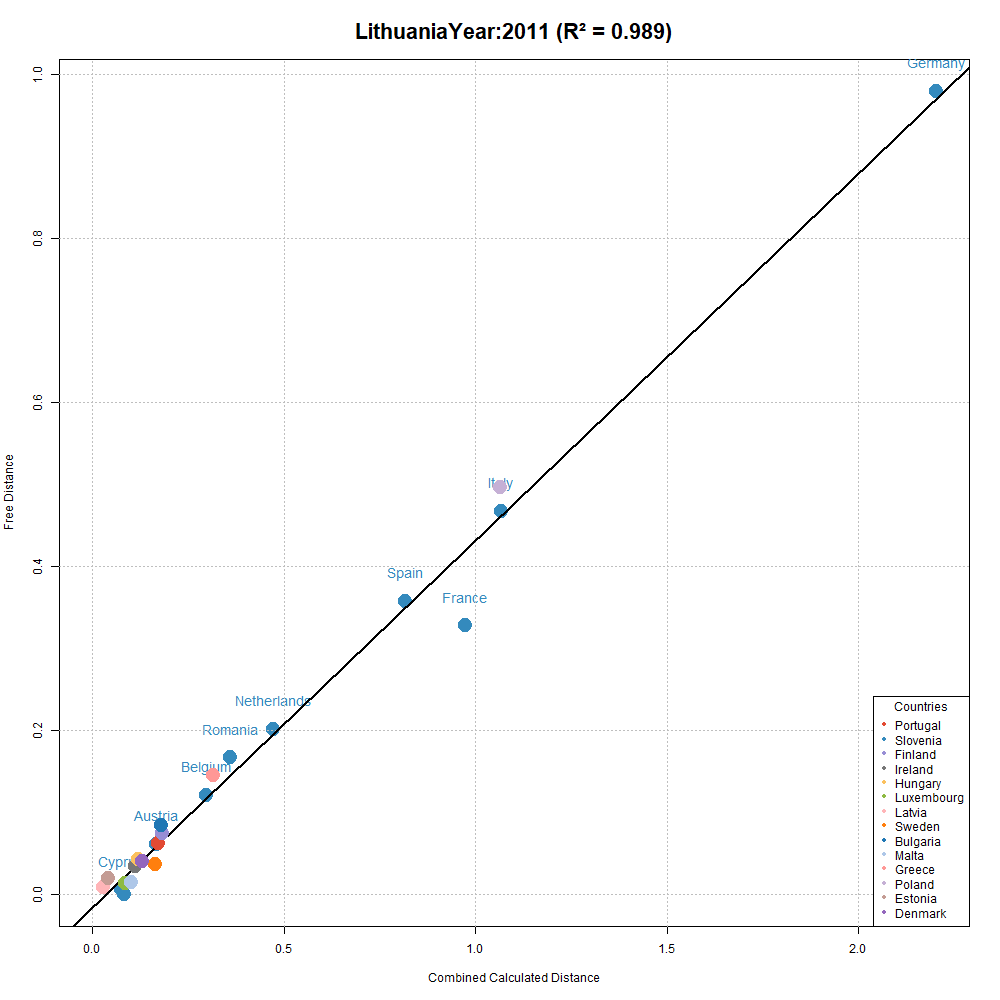 LithuaniaYear:2011 (R² = 0.989)
Germany
Italy
Spain
France
Netherlands
Romania
Belgium
Austria
Free Distance
1.0
0.8
0.6
0.4
0.2
0.0
0.0
0.5
1.0
1.5
2.0
Combined Calculated Distance
Countries
Portugal
Slovenia
Finland
Ireland
Hungary
Luxembourg
Latvia
Sweden
Bulgaria
Malta
Greece
Poland
Estonia
Denmark